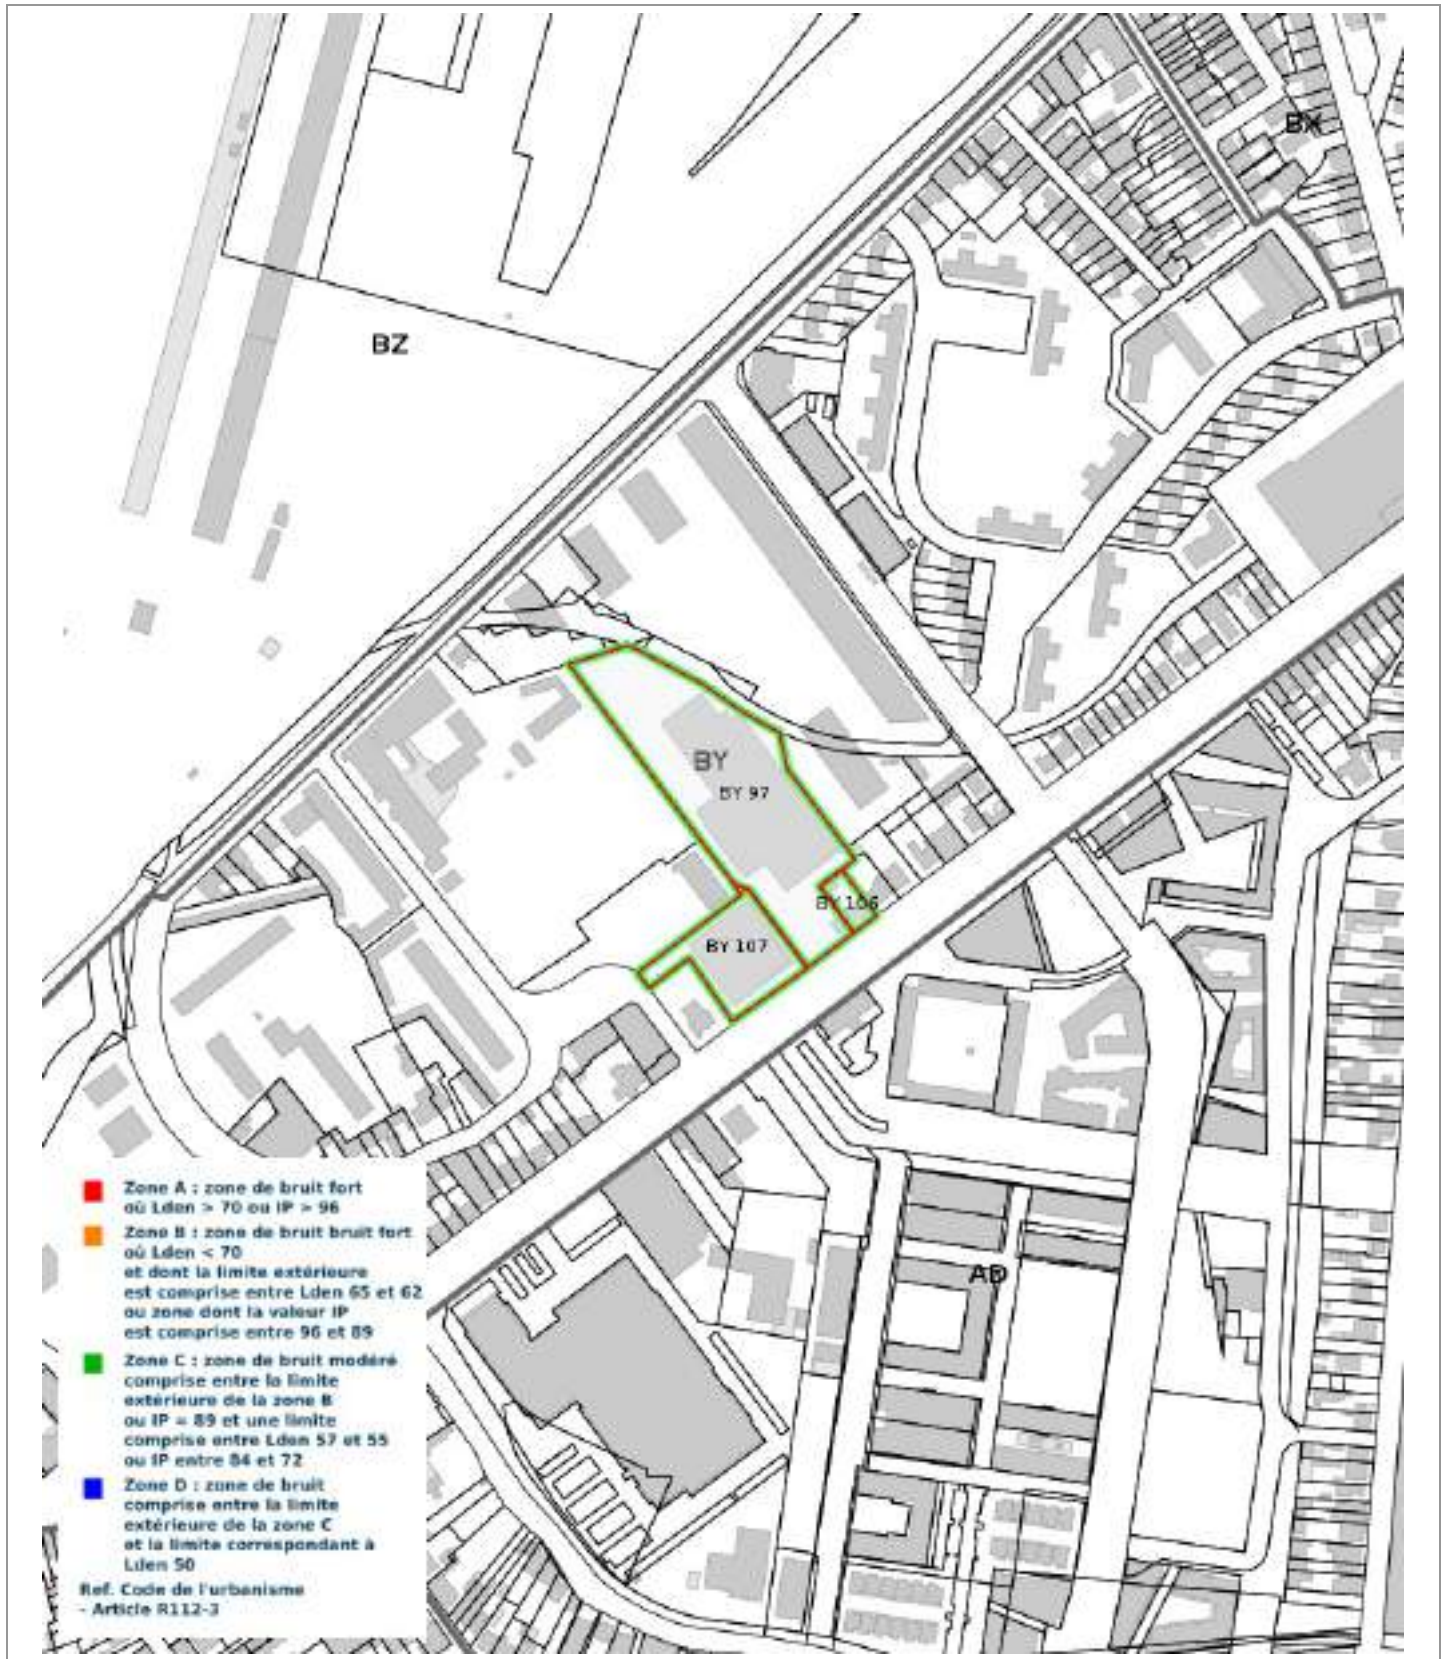 BX
BZ
BY
BY 97
BY 106
BY 107
AD
Zone A : zone de bruit fort
où Lden > 70 ou IP > 96
Zone B : zone de bruit bruit fort
où Lden < 70
et dont la limite extérieure
est comprise entre Lden 65 et 62
ou zone dont la valeur IP
est comprise entre 96 et 89
Zone C : zone de bruit modéré
comprise entre la limite
extérieure de la zone B
ou IP = 89 et une limite
comprise entre Lden 57 et 55
ou IP entre 84 et 72
Zone D : zone de bruit
comprise entre la limite
extérieure de la zone C
et la limite correspondant à
Lden 50
Ref. Code de l'urbanisme
- Article R112-3